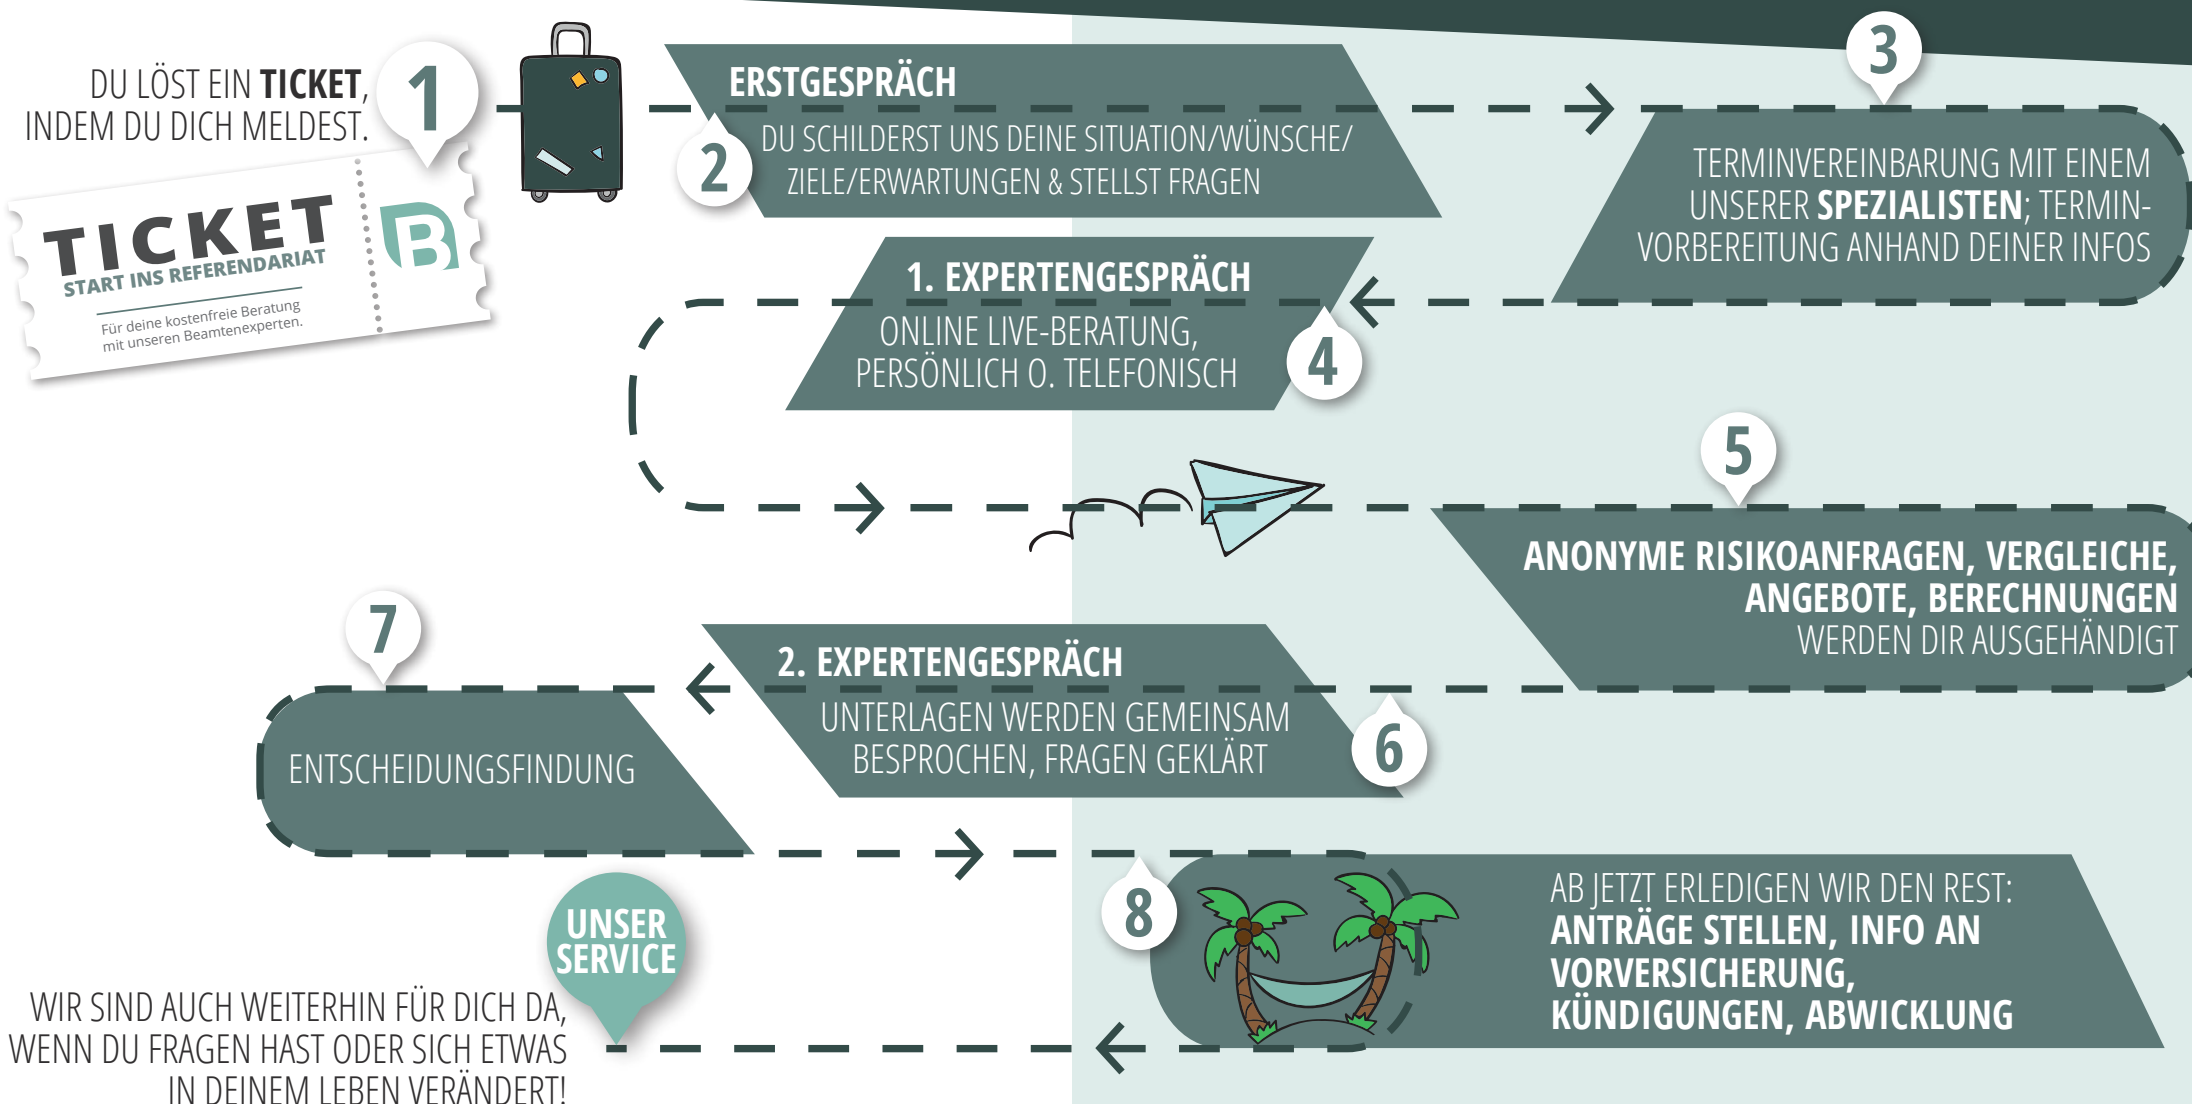 DU LÖST EIN TICKET,
INDEM DU DICH MELDEST.
1
TICKET
START INS REFERENDARIAT
Für deine kostenfreie Beratung
mit unseren Beamtenexperten.
B
2
ERSTGESPRÄCH
DU SCHILDERST UNS DEINE SITUATION/WÜNSCHE/
ZIELE/ERWARTUNGEN & STELLST FRAGEN
3
TERMINVEREINBARUNG MIT EINEM
UNSERER SPEZIALISTEN; TERMIN-
VORBEREITUNG ANHAND DEINER INFOS
4
1. EXPERTENGESPRÄCH
ONLINE LIVE-BERATUNG,
PERSÖNLICH O. TELEFONISCH
5
ANONYME RISIKOANFRAGEN, VERGLEICHE,
ANGEBOTE, BERECHNUNGEN
WERDEN DIR AUSGEHÄNDIGT
6
2. EXPERTENGESPRÄCH
UNTERLAGEN WERDEN GEMEINSAM
BESPROCHEN, FRAGEN GEKLÄRT
7
ENTSCHEIDUNGSFINDUNG
8
AB JETZT ERLEDIGEN WIR DEN REST:
ANTRÄGE STELLEN, INFO AN
VORVERSICHERUNG,
KÜNDIGUNGEN, ABWICKLUNG
UNSER
SERVICE
WIR SIND AUCH WEITERHIN FÜR DICH DA,
WENN DU FRAGEN HAST ODER SICH ETWAS
IN DEINEM LEBEN VERÄNDERT!